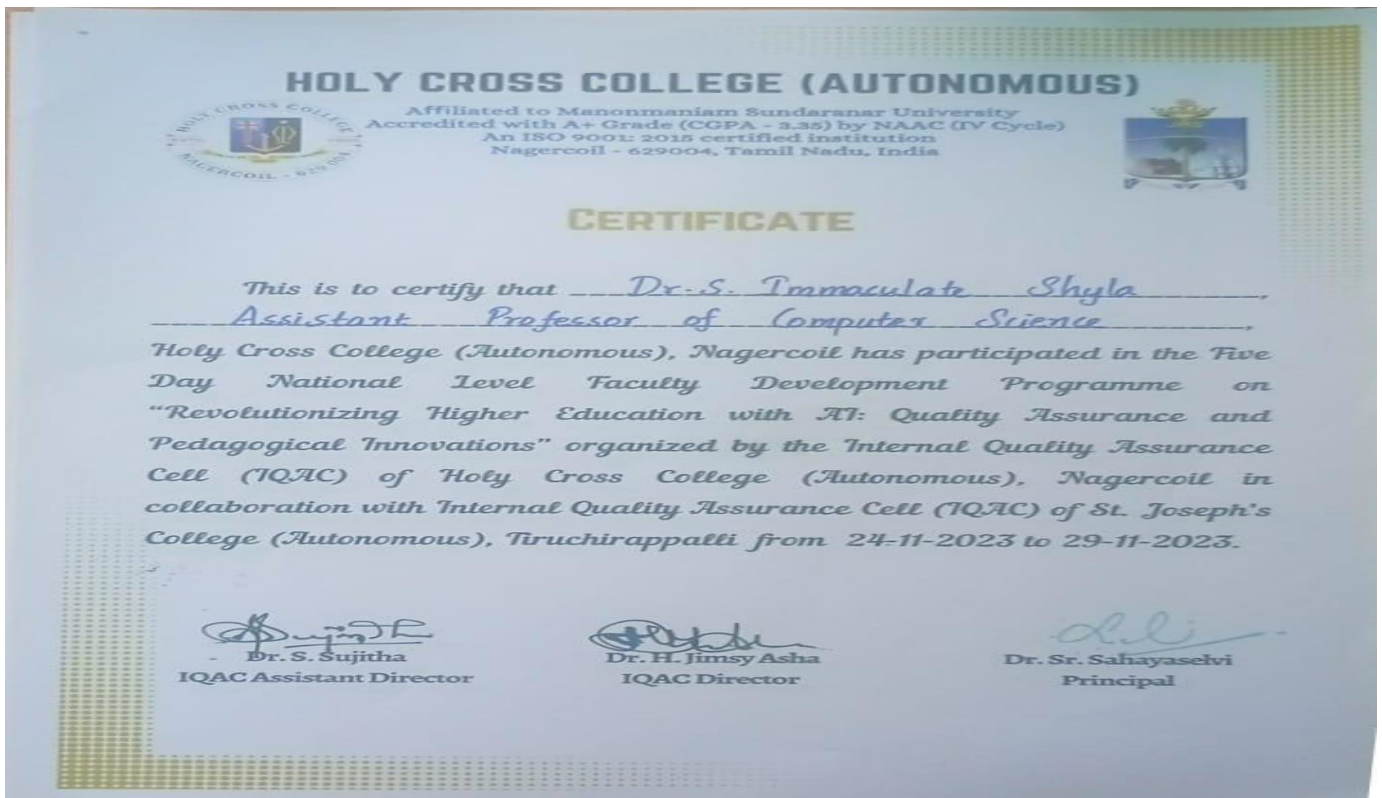 HOLY CROSS COLLEGE (AUTONOMOUS)
HOLY CROSS COLLEGE
NAGERCOIL - 629 004
Affiliated to Manonmaniam Sundaranar University
Accredited with A+ Grade (CGPA - 3.35) by NAAC (IV Cycle)
An ISO 9001: 2015 certified institution
Nagercoil - 629004, Tamil Nadu, India
CERTIFICATE
This is to certify that Dr. S. Immaculate Shyla,
Assistant Professor of Computer Science,
Holy Cross College (Autonomous), Nagercoil has participated in the Five
Day National Level Faculty Development Programme on
"Revolutionizing Higher Education with AI: Quality Assurance and
Pedagogical Innovations" organized by the Internal Quality Assurance
Cell (IQAC) of Holy Cross College (Autonomous), Nagercoil in
collaboration with Internal Quality Assurance Cell (IQAC) of St. Joseph's
College (Autonomous), Tiruchirappalli from 24-11-2023 to 29-11-2023.
Dr. S. Sujitha
IQAC Assistant Director
Dr. H. Jimsy Asha
IQAC Director
Dr. Sr. Sahayaselvi
Principal